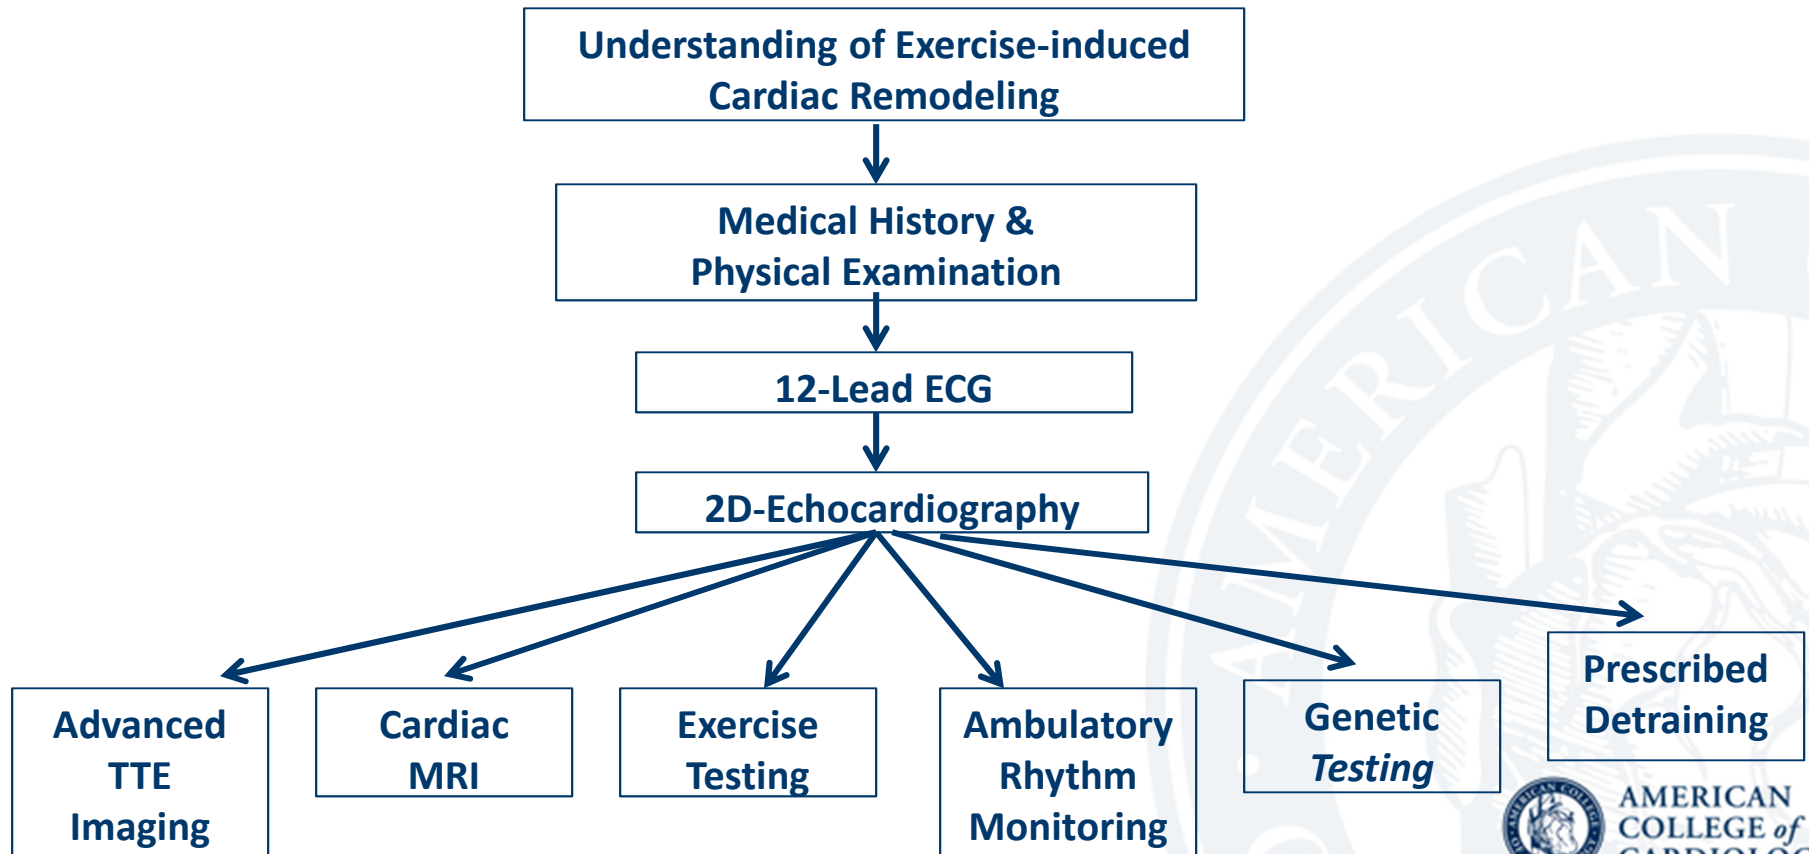 Understanding of Exercise-induced
Cardiac Remodeling
Medical History &
Physical Examination
12-Lead ECG
2D-Echocardiography
Advanced
TTE
Imaging
Cardiac
MRI
Exercise
Testing
Ambulatory
Rhythm
Monitoring
Genetic
Testing
Prescribed
Detraining
AMERICAN
COLLEGE of
AMERICAN